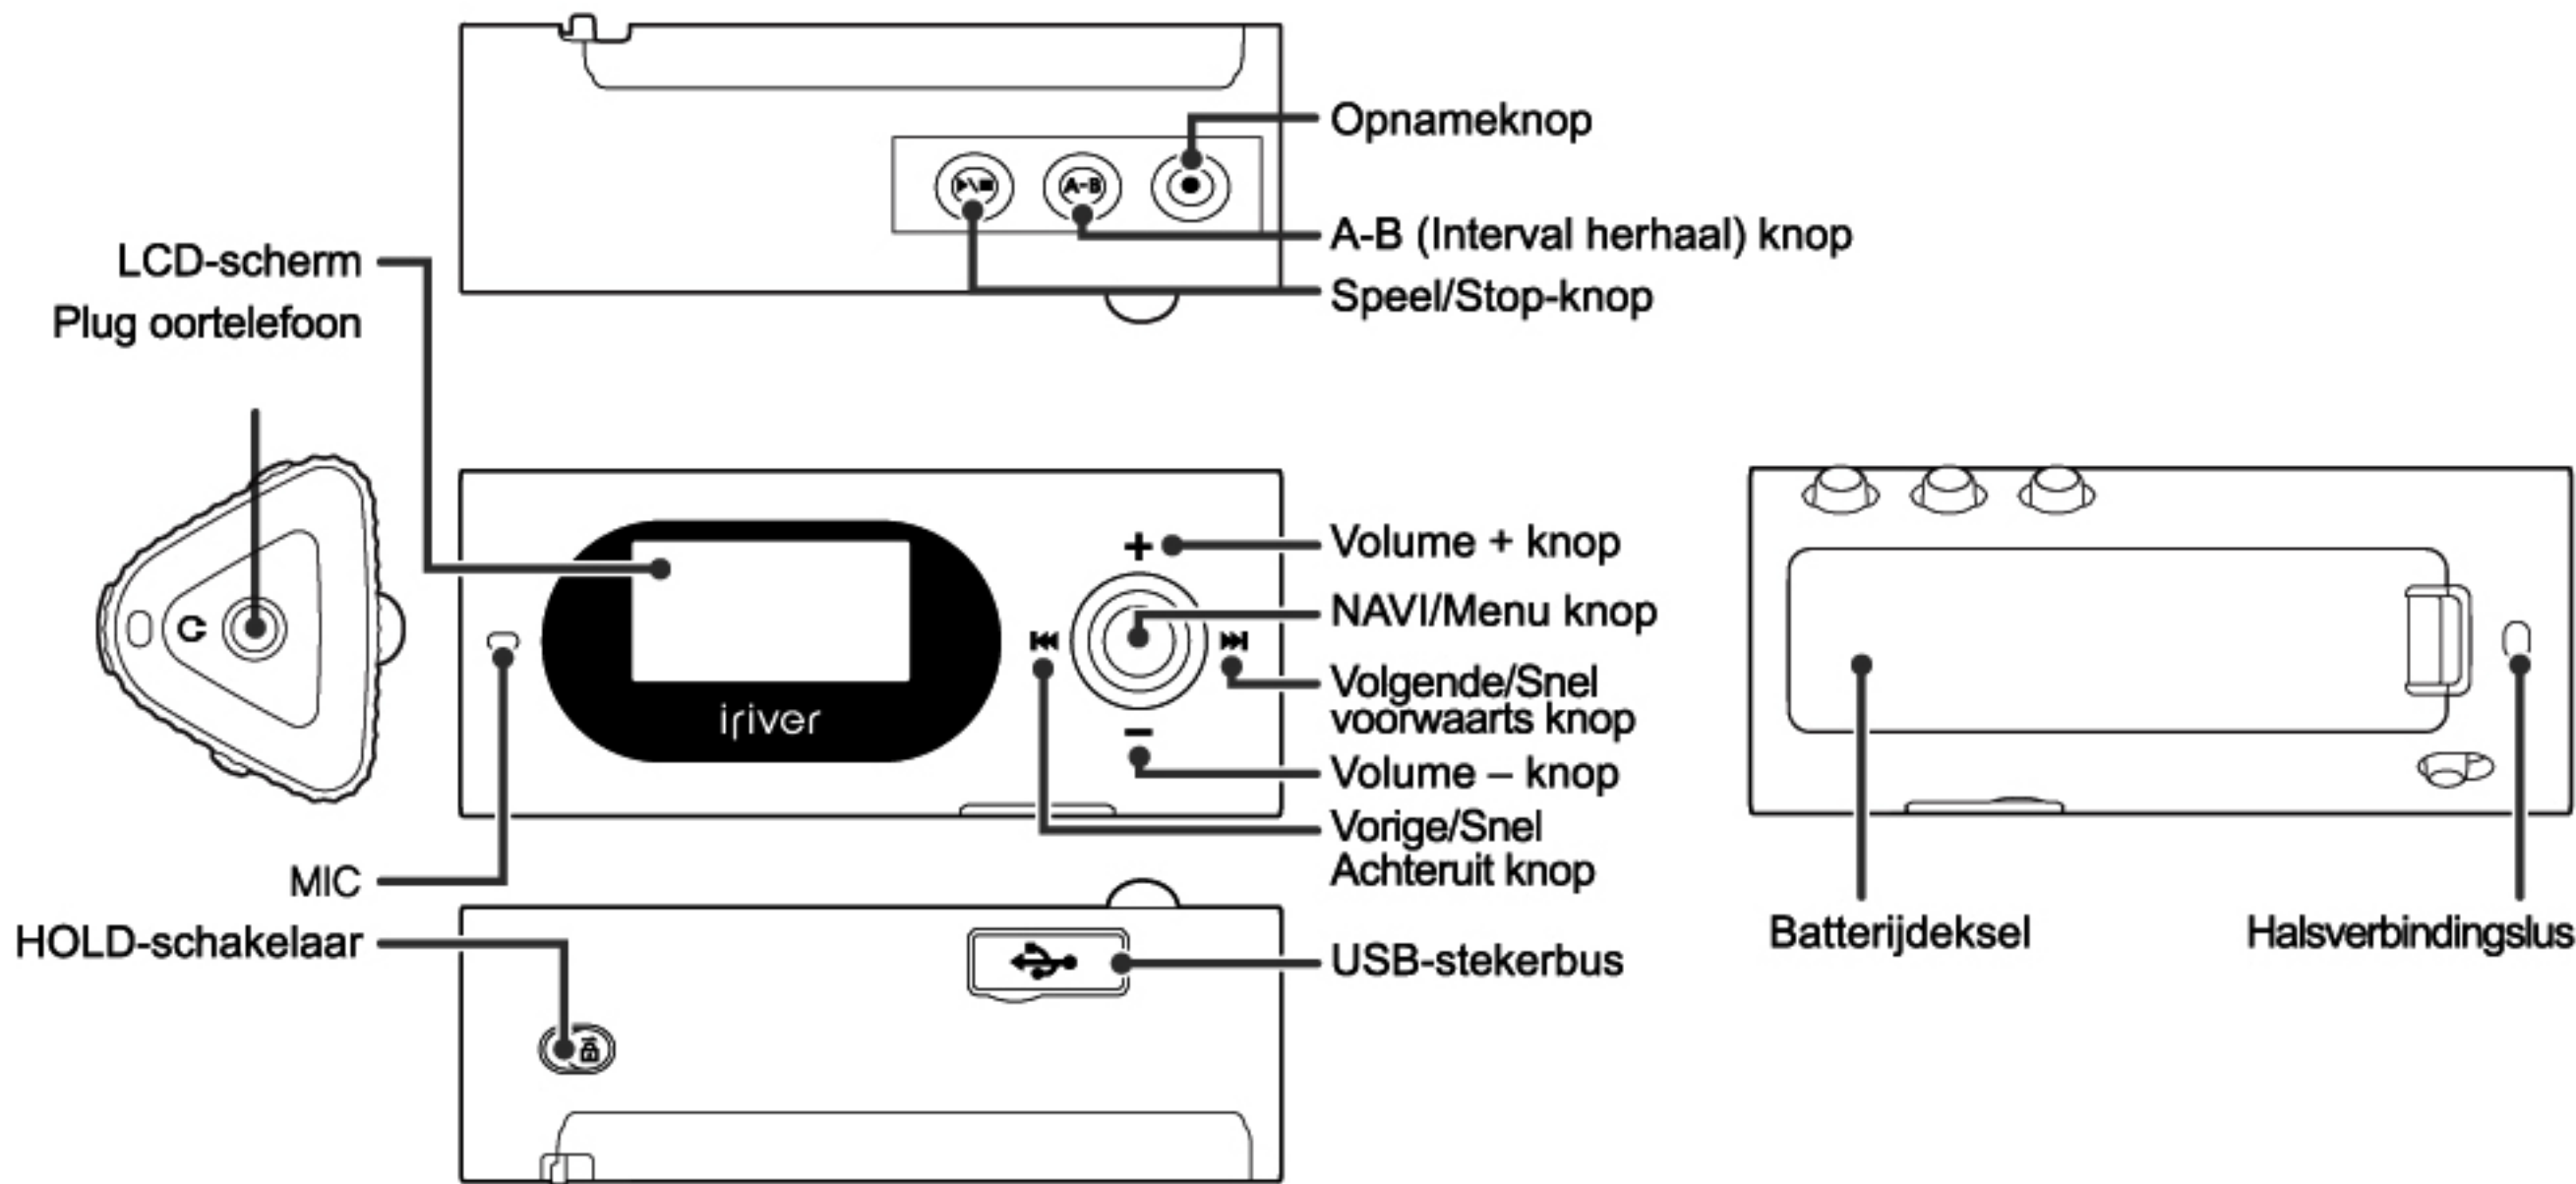 Opnameknop
A-B
A-B (Interval herhaal) knop
Speel/Stop-knop
LCD-scherm
Plug oortelefoon
iriver
Volume + knop
NAVI/Menu knop
Volgende/Snel
voorwaarts knop
Volume – knop
Vorige/Snel
Achteruit knop
MIC
HOLD-schakelaar
USB-stekerbus
Batterijdeksel
Halsverbindingslus